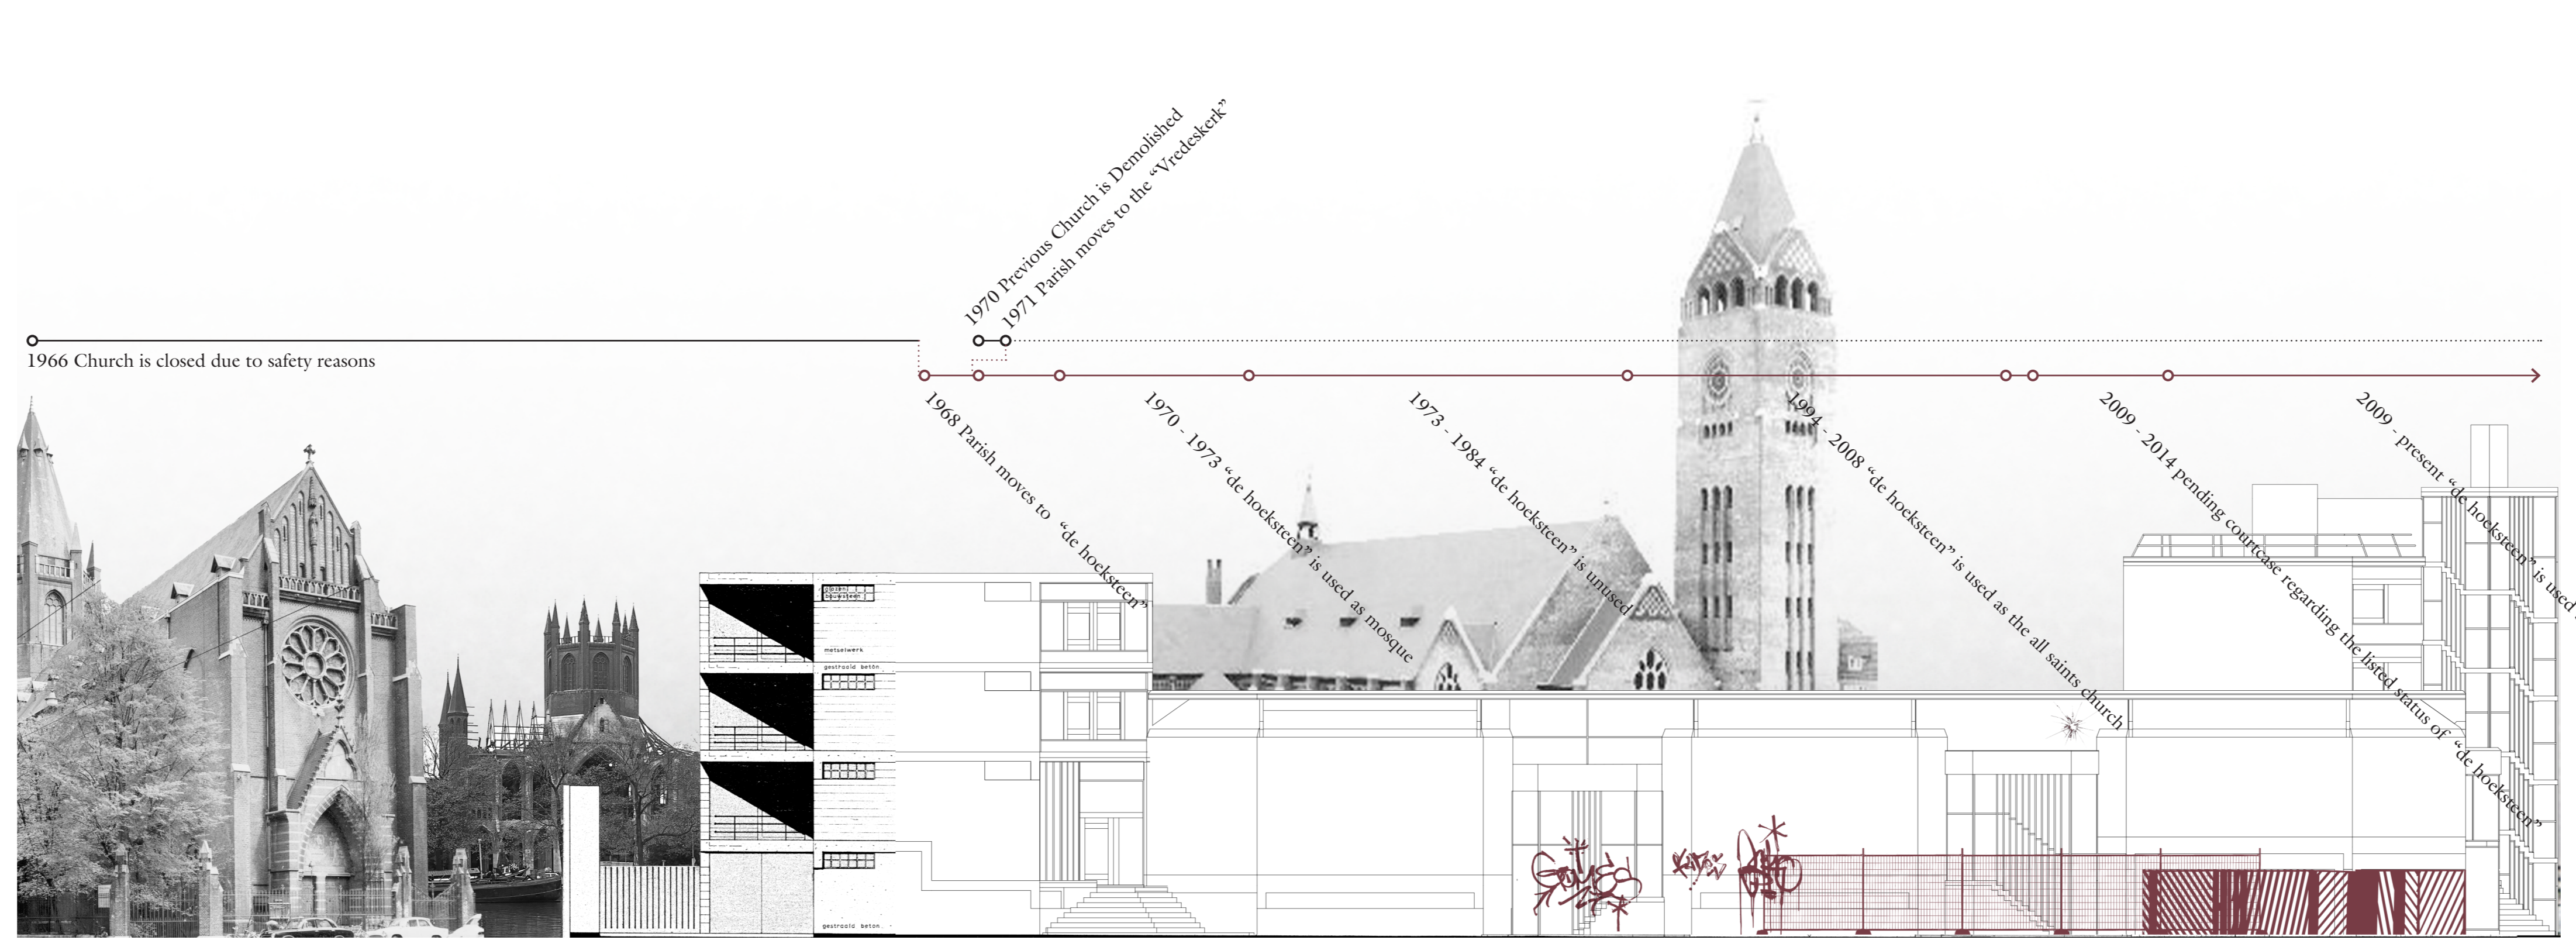 1970 Previous Church is Demolished
1971 Parish moves to the “Vredeskerk”
1966 Church is closed due to safety reasons
1968 Parish moves to “de hoeksteen”
1970 - 1973 “de hoeksteen” is used as mosque
1973 - 1984 “de hoeksteen” is unused
1994 - 2008 “de hoeksteen” is used as the all saints church
2009 - 2014 pending courtcase regarding the listed status of “de hoeksteen”
2009 - present “de hoeksteen” is used
glazen
bouwsteen
metselwerk
gestraald beton
gestraald beton